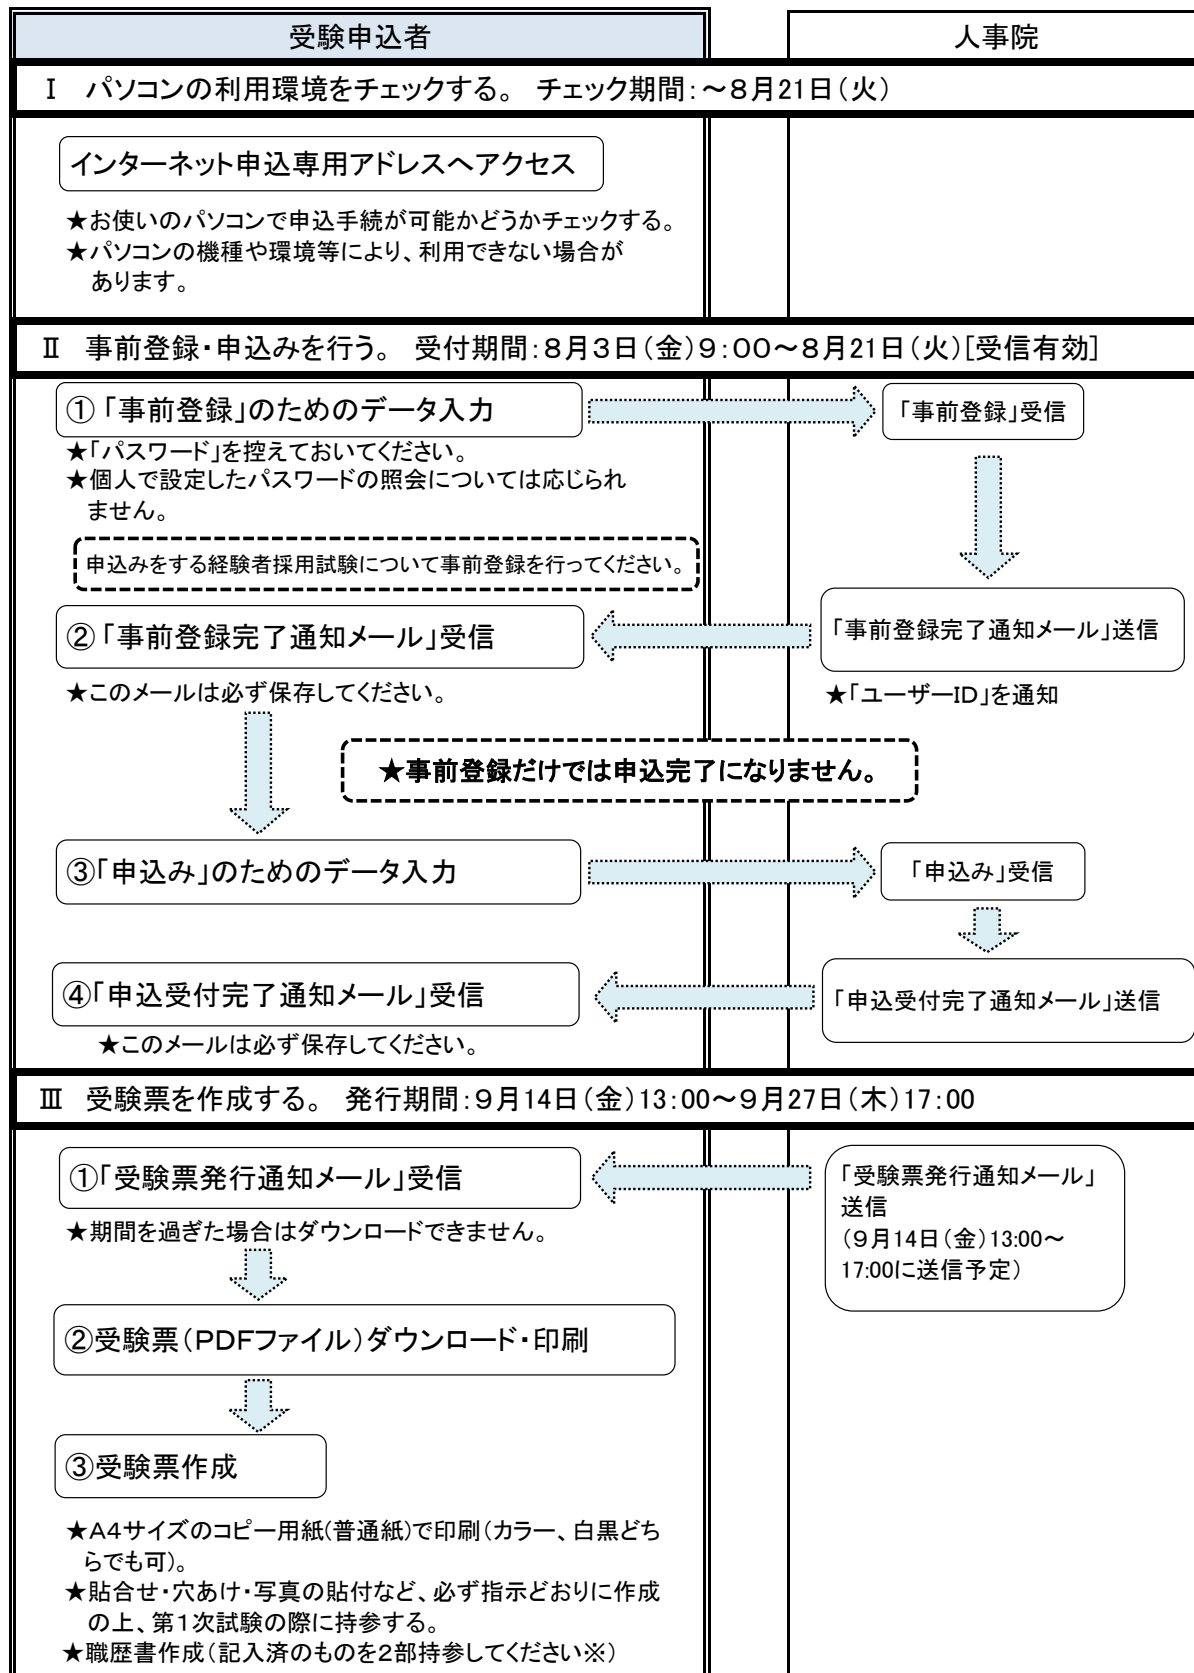 受験申込者
人事院
Ⅰ　パソコンの利用環境をチェックする。　チェック期間：～８月21日（火）
インターネット申込専用アドレスへアクセス
★お使いのパソコンで申込手続が可能かどうかチェックする。
★パソコンの機種や環境等により、利用できない場合が
あります。
Ⅱ　事前登録・申込みを行う。　受付期間：８月３日（金）９：００～８月21日（火）［受信有効］
①「事前登録」のためのデータ入力
「事前登録」受信
★「パスワード」を控えておいてください。
★個人で設定したパスワードの照会については応じられ
ません。
申込みをする経験者採用試験について事前登録を行ってください。
②「事前登録完了通知メール」受信
「事前登録完了通知メール」送信
★このメールは必ず保存してください。
★「ユーザーID」を通知
★事前登録だけでは申込完了になりません。
③「申込み」のためのデータ入力
「申込み」受信
④「申込受付完了通知メール」受信
「申込受付完了通知メール」送信
★このメールは必ず保存してください。
Ⅲ　受験票を作成する。　発行期間：９月14日（金）13：00～９月27日（木）17：00
①「受験票発行通知メール」受信
「受験票発行通知メール」
送信
（９月14日（金）13:00～
17:00に送信予定）
★期間を過ぎた場合はダウンロードできません。
②受験票（ＰＤＦファイル）ダウンロード・印刷
③受験票作成
★Ａ４サイズのコピー用紙(普通紙)で印刷（カラー、白黒どち
らでも可）。
★貼合せ・穴あけ・写真の貼付など、必ず指示どおりに作成
の上、第１次試験の際に持参する。
★職歴書作成（記入済のものを２部持参してください※）